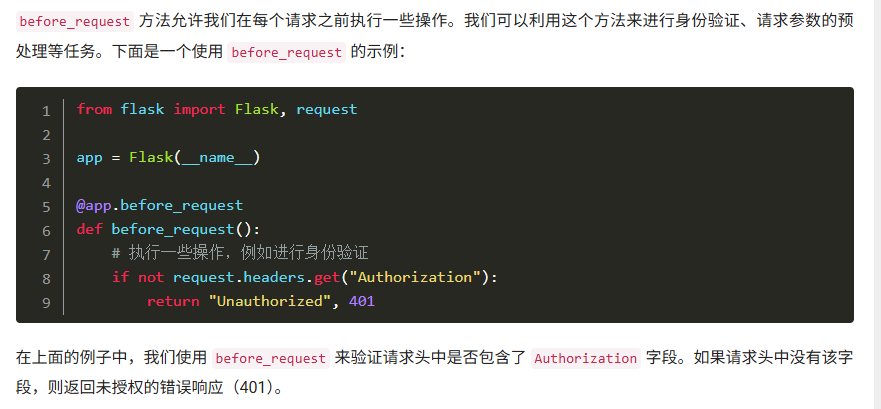 before_request 方法允许我们在每个请求之前执行一些操作。我们可以利用这个方法来进行身份验证、请求参数的预
处理等任务。下面是一个使用 before_request 的示例：
1 from flask import Flask, request
2
3 app = Flask(__name__)
4
5 @app.before_request
6 def before_request():
7     # 执行一些操作，例如进行身份验证
8     if not request.headers.get("Authorization"):
9         return "Unauthorized", 401
在上面的例子中，我们使用 before_request 来验证请求头中是否包含了 Authorization 字段。如果请求头中没有该字
段，则返回未授权的错误响应（401）。